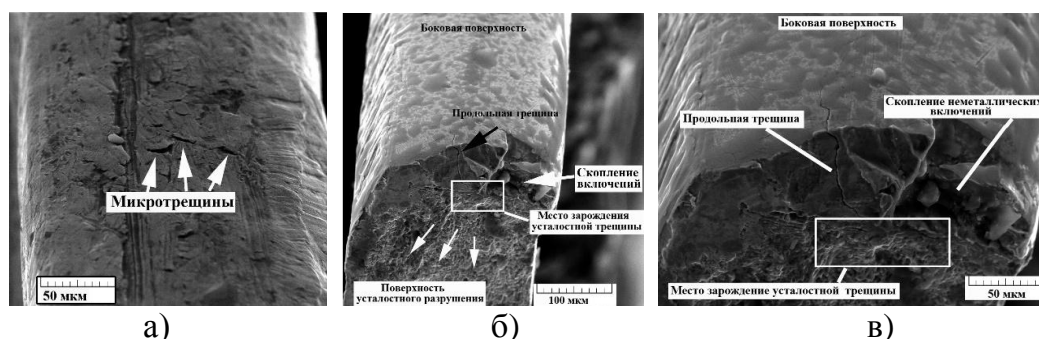 Микротрещины
50 мкм
а)
Боковая поверхность
Продольная трещина
Скопление
включений
Место зарождения
усталостной трещины
Поверхность
усталостного разрушения
100 мкм
б)
Боковая поверхность
Скопление неметаллических
включений
Продольная трещина
Место зарождение усталостной трещины
50 мкм
в)